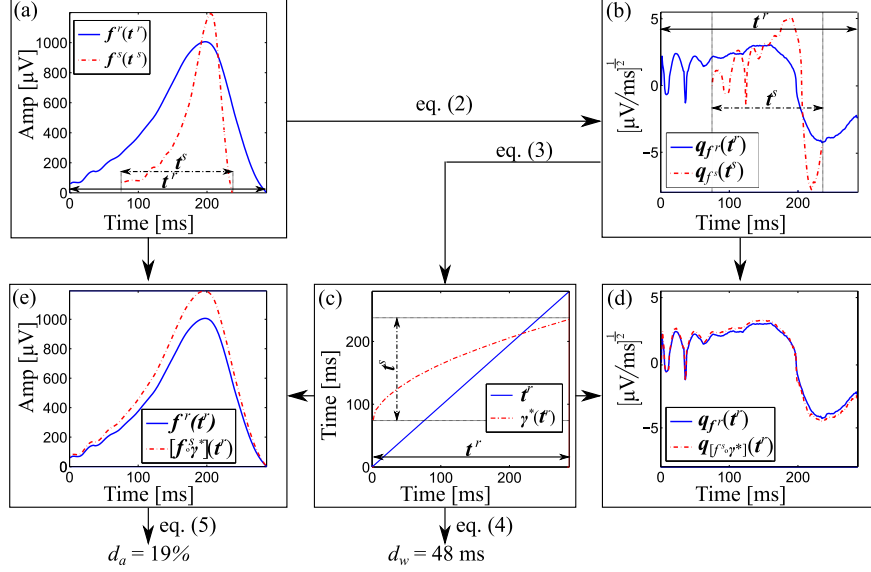 (a)
f^r(t^r)
f^s(t^s)
Amp [µV]
1000
800
600
400
200
0
t^s
t^r
0 100 200
Time [ms]
eq. (2)
eq. (3)
(b)
[µV/ms]^½
5
0
−5
t^r
t^s
q_{f^r}(t^r)
q_{f^s}(t^s)
0 100 200
Time [ms]
(e)
Amp [µV]
1000
800
600
400
200
0
f^r(t^r)
[f^s∘γ*](t^r)
0 100 200
Time [ms]
(c)
Time [ms]
200
100
0
t^s
t^r
γ*(t^r)
t^r
0 100 200
Time [ms]
(d)
[µV/ms]^½
5
0
−5
q_{f^r}(t^r)
q_{[f^s∘γ*]}(t^r)
0 100 200
Time [ms]
eq. (5)
d_a = 19%
eq. (4)
d_w = 48 ms